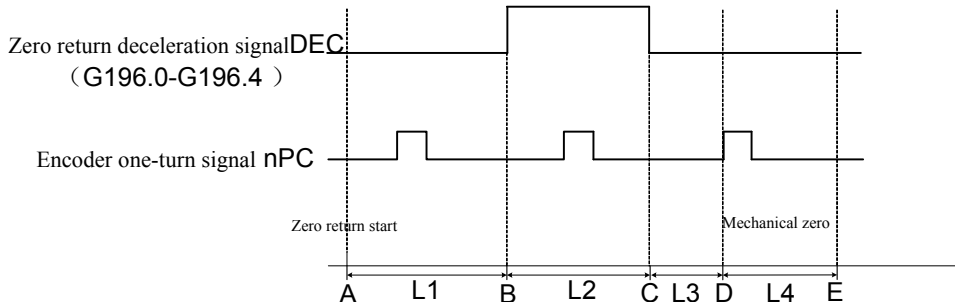 Zero return deceleration signalDEC
（G196.0-G196.4 ）
Encoder one-turn signal nPC
Zero return start
Mechanical zero
A L1 B L2 C L3 D L4 E